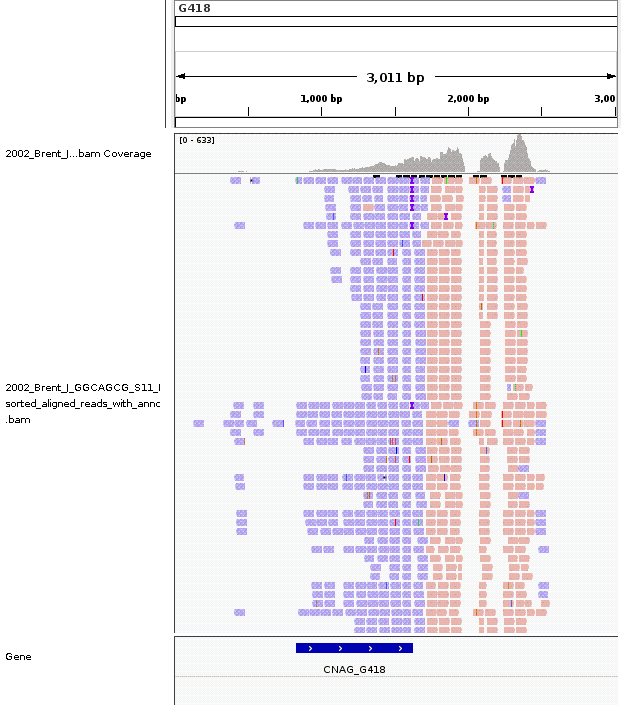 G418
3,011 bp
bp
1,000 bp
2,000 bp
3,00
[0 - 633]
2002_Brent_J...bam Coverage
2002_Brent_J_GGCAGCG_S11_l
sorted_aligned_reads_with_annc
.bam
Gene
CNAG_G418